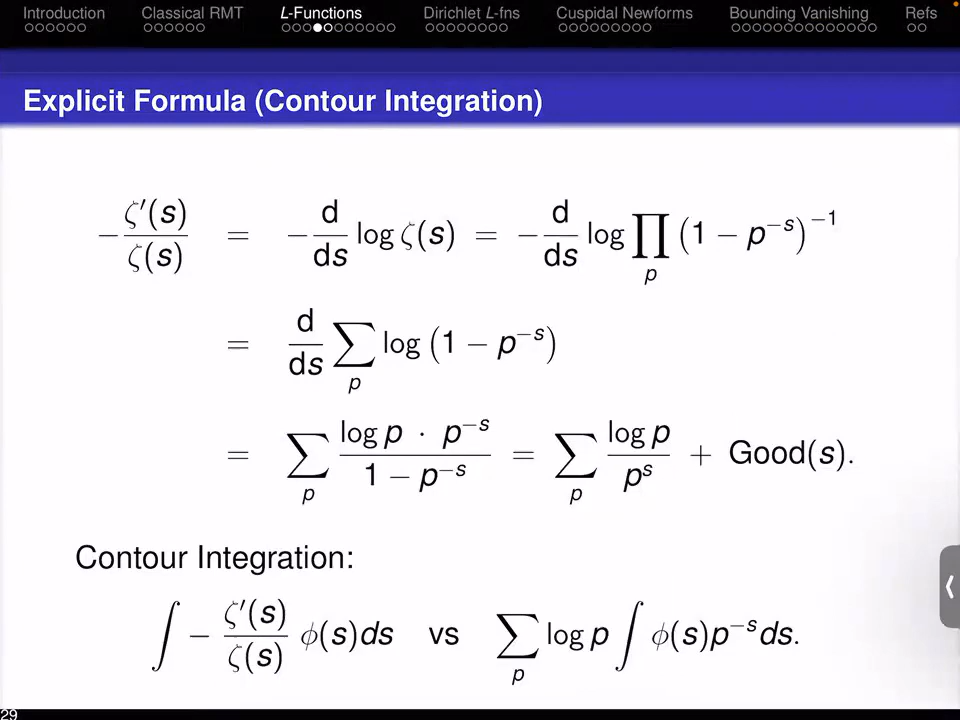 Introduction Classical RMT L-Functions Dirichlet L-fns Cuspidal Newforms Bounding Vanishing Refs
Explicit Formula (Contour Integration)
− ζ′(s)/ζ(s) = − d/ds log ζ(s) = − d/ds log ∏_p (1 − p^{−s})^{−1}
= d/ds ∑_p log (1 − p^{−s})
= ∑_p (log p · p^{−s})/(1 − p^{−s}) = ∑_p (log p)/(p^s) + Good(s).
Contour Integration:
∫ − ζ′(s)/ζ(s) ϕ(s)ds vs ∑_p log p ∫ ϕ(s)p^{−s}ds.
29